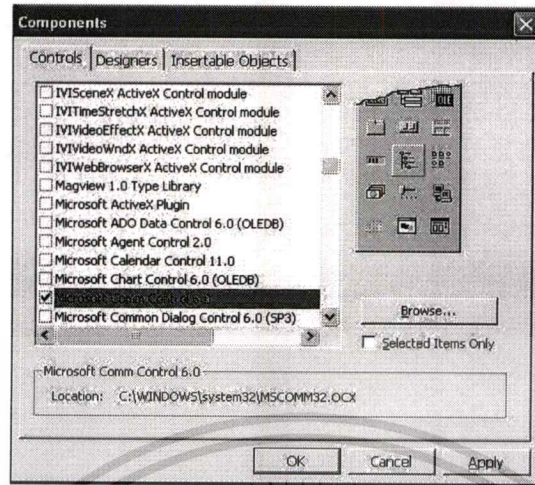 Components
Controls Designers Insertable Objects
IVISceneX ActiveX Control module
IVITimeStretchX ActiveX Control module
IVIVideoEffectX ActiveX Control module
IVIVideoWndX ActiveX Control module
IVIWebBrowserX ActiveX Control module
Magview 1.0 Type Library
Microsoft ActiveX Plugin
Microsoft ADO Data Control 6.0 (OLEDB)
Microsoft Agent Control 2.0
Microsoft Calendar Control 11.0
Microsoft Chart Control 6.0 (OLEDB)
Microsoft Comm Control 6.0
Microsoft Common Dialog Control 6.0 (SP3)
Browse...
Selected Items Only
Microsoft Comm Control 6.0
Location: C:\WINDOWS\system32\MSCOMM32.OCX
OK Cancel Apply